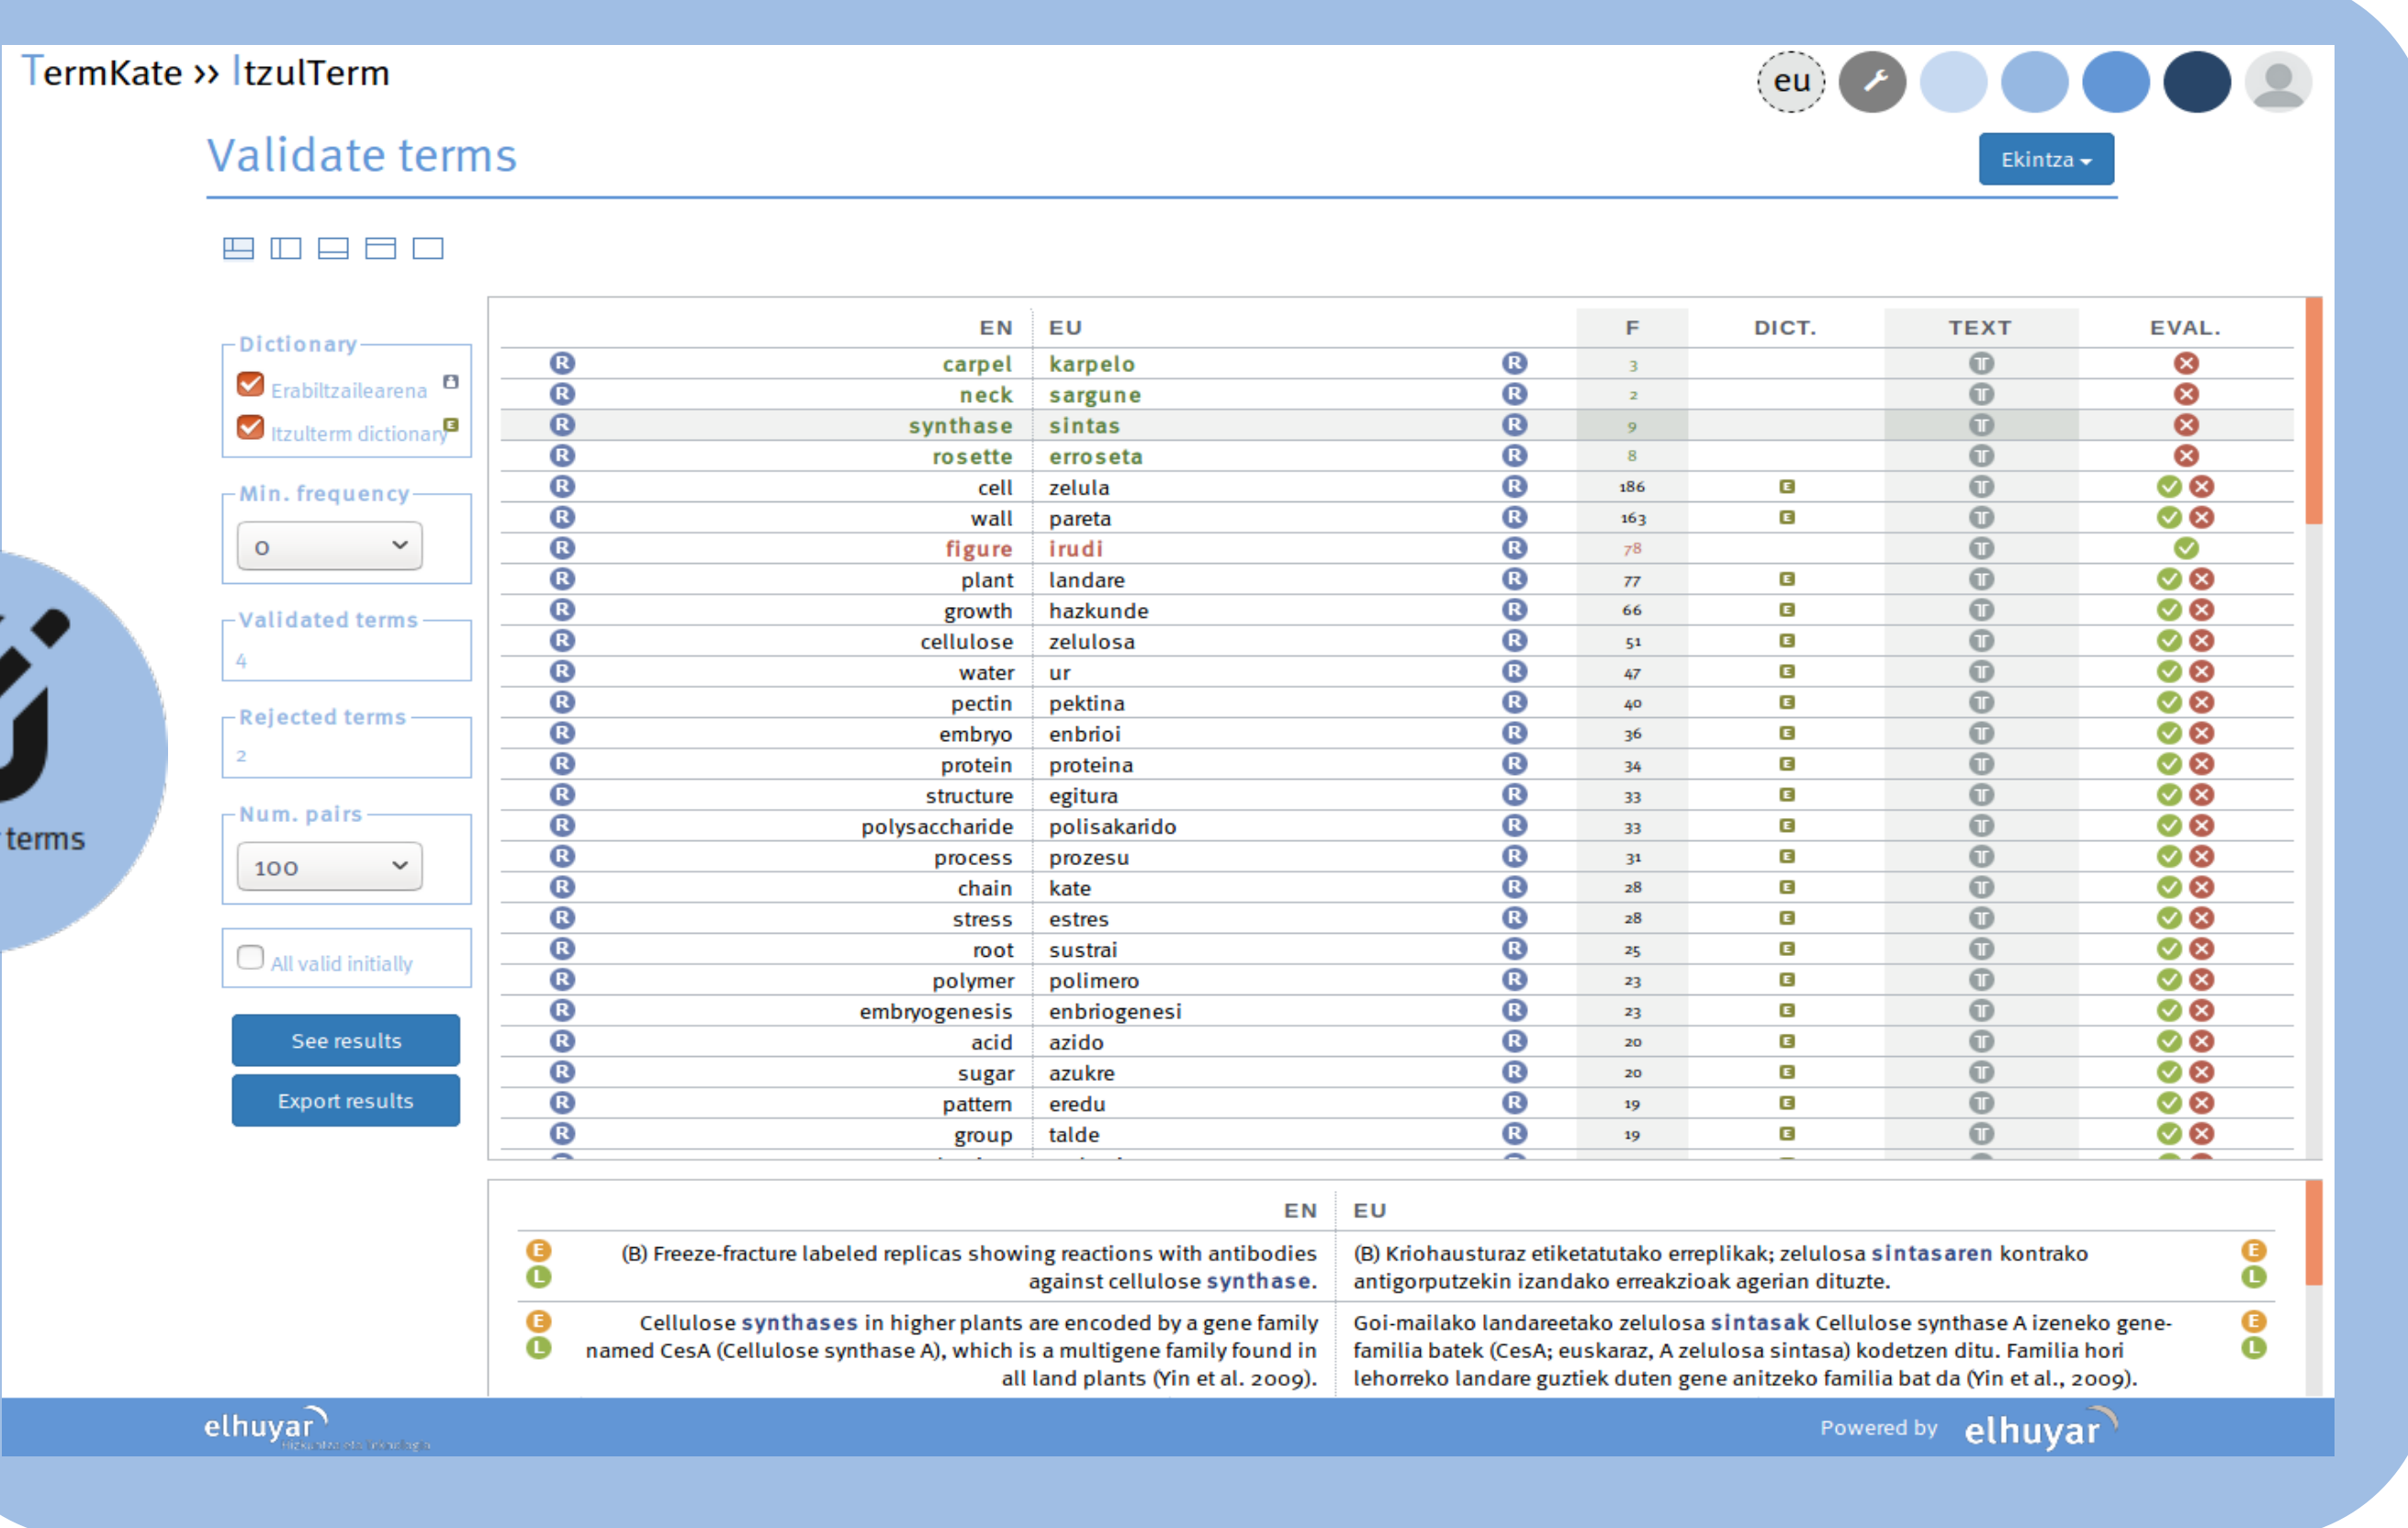 TermKate >> ItzulTerm
eu
Validate terms
Ekintza
Dictionary
Erabiltzailearena
Itzulterm dictionary E
Min. frequency
0
Validated terms
4
Rejected terms
2
Num. pairs
100
All valid initially
See results
Export results
terms
EN EU F DICT. TEXT EVAL.
R carpel karpelo R 3 T
R neck sargune R 2 T
R synthase sintas R 9 T
R rosette erroseta R 8 T
R cell zelula R 186 E T
R wall pareta R 163 E T
R figure irudi R 78 T
R plant landare R 77 E T
R growth hazkunde R 66 E T
R cellulose zelulosa R 51 E T
R water ur R 47 E T
R pectin pektina R 40 E T
R embryo enbrioi R 36 E T
R protein proteina R 34 E T
R structure egitura R 33 E T
R polysaccharide polisakarido R 33 E T
R process prozesu R 31 E T
R chain kate R 28 E T
R stress estres R 28 E T
R root sustrai R 25 E T
R polymer polimero R 23 E T
R embryogenesis enbriogenesi R 23 E T
R acid azido R 20 E T
R sugar azukre R 20 E T
R pattern eredu R 19 E T
R group talde R 19 E T
EN EU
E L
(B) Freeze-fracture labeled replicas showing reactions with antibodies
against cellulose synthase.
(B) Kriohausturaz etiketatutako erreplikak; zelulosa sintasaren kontrako
antigorputzekin izandako erreakzioak agerian dituzte.
E L
E L
Cellulose synthases in higher plants are encoded by a gene family
named CesA (Cellulose synthase A), which is a multigene family found in
all land plants (Yin et al. 2009).
Goi-mailako landareetako zelulosa sintasak Cellulose synthase A izeneko gene-
familia batek (CesA; euskaraz, A zelulosa sintasa) kodetzen ditu. Familia hori
lehorreko landare guztiek duten gene anitzeko familia bat da (Yin et al., 2009).
E L
elhuyar
Hizkuntza eta Teknologia
Powered by elhuyar